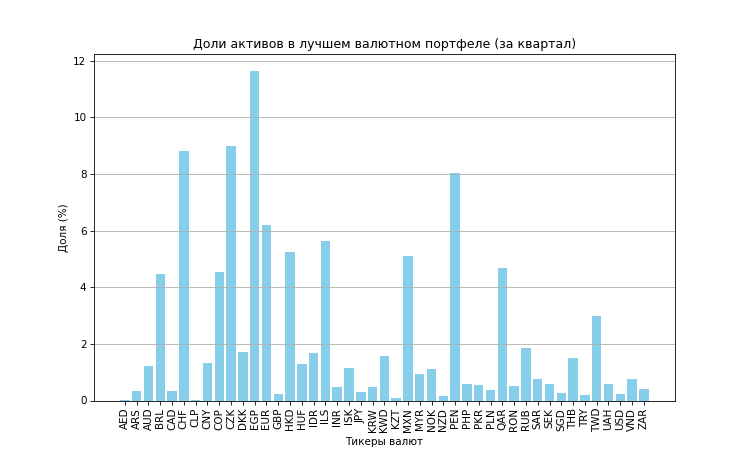 Доли активов в лучшем валютном портфеле (за квартал)
12
10
8
6
4
2
0
Доля (%)
AED ARS AUD BRL CAD CHF CLP CNY COP CZK DKK EGP EUR GBP HKD HUF IDR ILS INR ISK JPY KRW KWD KZT MXN MYR NOK NZD PEN PHP PKR PLN QAR RON RUB SAR SEK SGD THB TRY TWD UAH USD VND ZAR
Тикеры валют